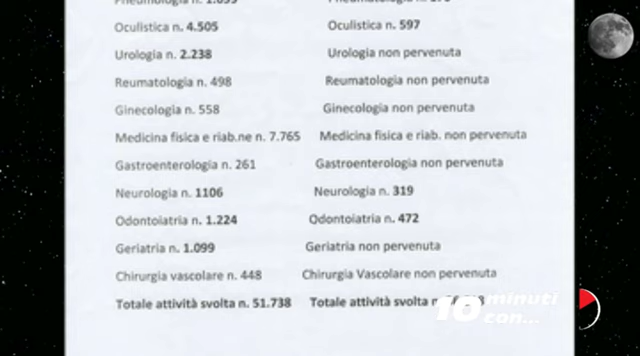 Oculistica n. 4.505 Oculistica n. 597
Urologia n. 2.238 Urologia non pervenuta
Reumatologia n. 498 Reumatologia non pervenuta
Ginecologia n. 558 Ginecologia non pervenuta
Medicina fisica e riab.ne n. 7.765 Medicina fisica e riab. non pervenuta
Gastroenterologia n. 261 Gastroenterologia non pervenuta
Neurologia n. 1106 Neurologia n. 319
Odontoiatria n. 1.224 Odontoiatria n. 472
Geriatria n. 1.099 Geriatria non pervenuta
Chirurgia vascolare n. 448 Chirurgia Vascolare non pervenuta
Totale attività svolta n. 51.738 Totale attività svolta
10 minuti
con...